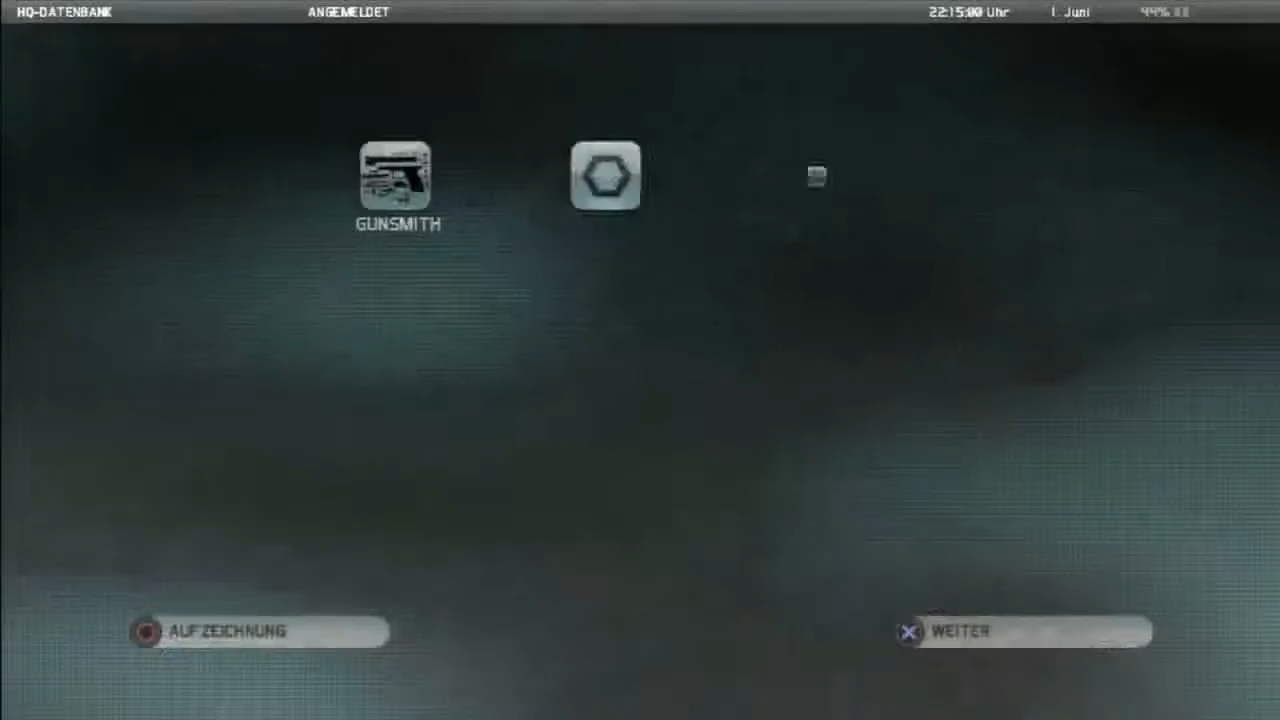 HQ-DATENBANK
ANGEMELDET
22:15:00 Uhr
1. Juni
GUNSMITH
AUFZEICHNUNG
WEITER